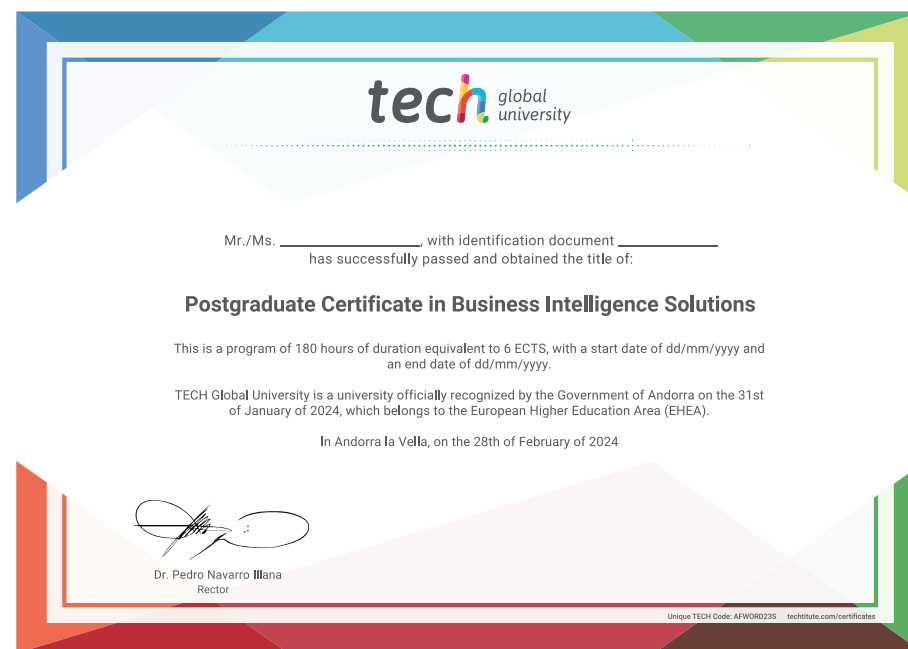 tech global
university
Mr./Ms. ____________, with identification document ____________
has successfully passed and obtained the title of:
Postgraduate Certificate in Business Intelligence Solutions
This is a program of 180 hours of duration equivalent to 6 ECTS, with a start date of dd/mm/yyyy and
an end date of dd/mm/yyyy.
TECH Global University is a university officially recognized by the Government of Andorra on the 31st
of January of 2024, which belongs to the European Higher Education Area (EHEA).
In Andorra la Vella, on the 28th of February of 2024
Dr. Pedro Navarro Illana
Rector
Unique TECH Code: AFWORD23S techtitute.com/certificates